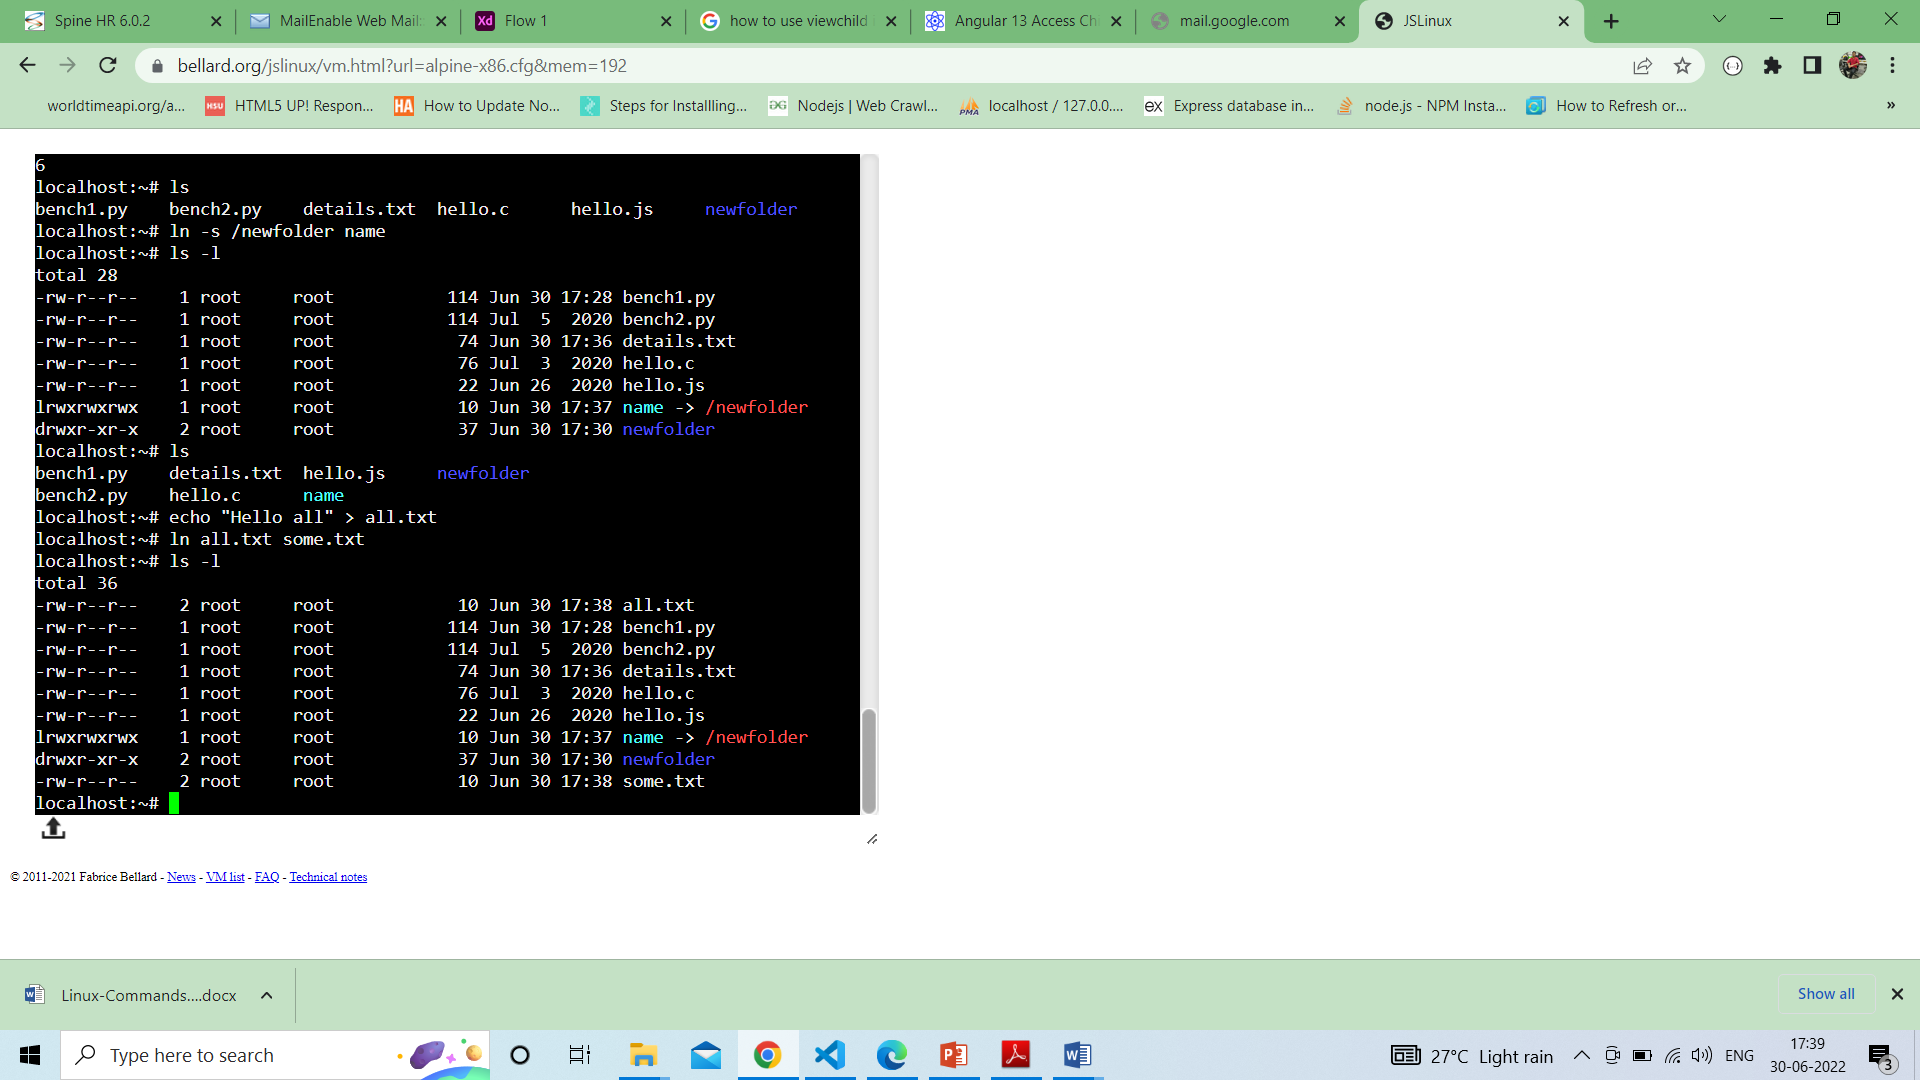 Spine HR 6.0.2
MailEnable Web Mail:
Flow 1
how to use viewchild
Angular 13 Access Ch
mail.google.com
JSLinux
bellard.org/jslinux/vm.html?url=alpine-x86.cfg&mem=192
worldtimeapi.org/a...
HTML5 UP! Respon...
How to Update No...
Steps for Installling...
Nodejs | Web Crawl...
localhost / 127.0.0....
Express database in...
node.js - NPM Insta...
How to Refresh or...
»
6
localhost:~# ls
bench1.py    bench2.py    details.txt  hello.c      hello.js     newfolder
localhost:~# ln -s /newfolder name
localhost:~# ls -l
total 28
-rw-r--r--    1 root     root           114 Jun 30 17:28 bench1.py
-rw-r--r--    1 root     root           114 Jul  5  2020 bench2.py
-rw-r--r--    1 root     root            74 Jun 30 17:36 details.txt
-rw-r--r--    1 root     root            76 Jul  3  2020 hello.c
-rw-r--r--    1 root     root            22 Jun 26  2020 hello.js
lrwxrwxrwx    1 root     root            10 Jun 30 17:37 name -> /newfolder
drwxr-xr-x    2 root     root            37 Jun 30 17:30 newfolder
localhost:~# ls
bench1.py    details.txt  hello.js     newfolder
bench2.py    hello.c      name
localhost:~# echo "Hello all" > all.txt
localhost:~# ln all.txt some.txt
localhost:~# ls -l
total 36
-rw-r--r--    2 root     root            10 Jun 30 17:38 all.txt
-rw-r--r--    1 root     root           114 Jun 30 17:28 bench1.py
-rw-r--r--    1 root     root           114 Jul  5  2020 bench2.py
-rw-r--r--    1 root     root            74 Jun 30 17:36 details.txt
-rw-r--r--    1 root     root            76 Jul  3  2020 hello.c
-rw-r--r--    1 root     root            22 Jun 26  2020 hello.js
lrwxrwxrwx    1 root     root            10 Jun 30 17:37 name -> /newfolder
drwxr-xr-x    2 root     root            37 Jun 30 17:30 newfolder
-rw-r--r--    2 root     root            10 Jun 30 17:38 some.txt
localhost:~#
© 2011-2021 Fabrice Bellard - News - VM list - FAQ - Technical notes
Linux-Commands....docx
Show all
Type here to search
27°C Light rain
ENG
17:39
30-06-2022
3